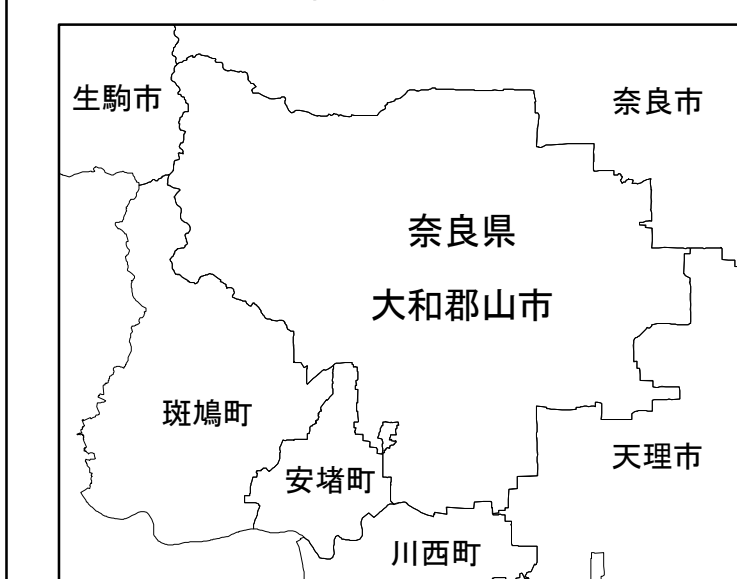 生駒市
奈良市
奈良県
大和郡山市
斑鳩町
天理市
安堵町
川西町